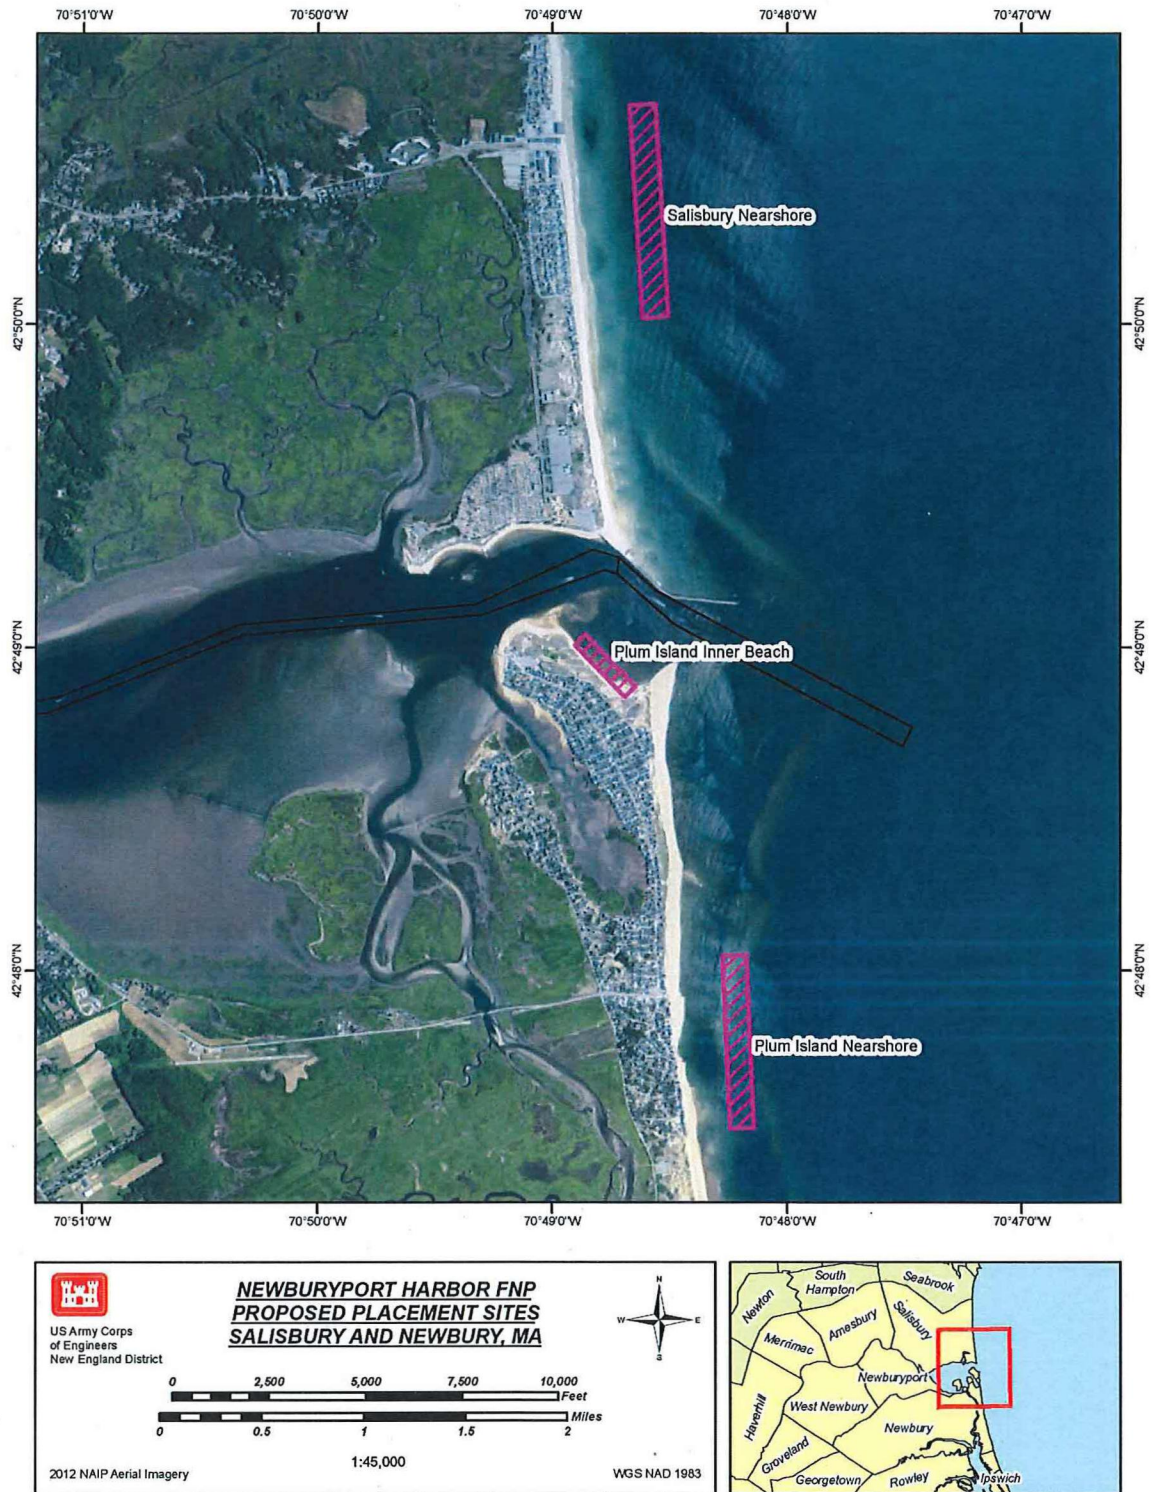 70°51'0"W
70°50'0"W
70°49'0"W
70°48'0"W
70°47'0"W
Salisbury Nearshore
42°50'0"N
42°50'0"N
42°49'0"N
Plum Island Inner Beach
42°49'0"N
42°48'0"N
42°48'0"N
Plum Island Nearshore
70°51'0"W
70°50'0"W
70°49'0"W
70°48'0"W
70°47'0"W
US Army Corps
of Engineers
New England District
NEWBURYPORT HARBOR FNP
PROPOSED PLACEMENT SITES
SALISBURY AND NEWBURY, MA
N
W
E
S
0 2,500 5,000 7,500 10,000
Feet
Miles
0 0.5 1 1.5 2
1:45,000
2012 NAIP Aerial Imagery
WGS NAD 1983
South
Hampton
Seabrook
Newton
Salisbury
Amesbury
Merrimac
Newburyport
West Newbury
Haverhill
Newbury
Groveland
Georgetown
Rowley
Ipswich